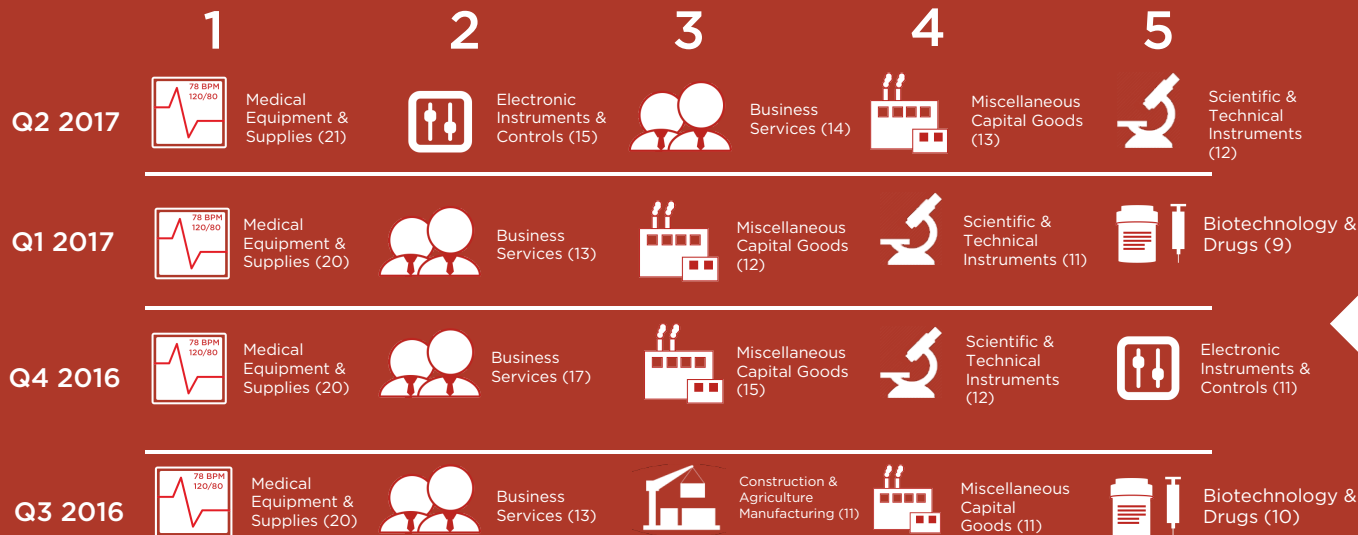 1 2 3 4 5
Q2 2017
78 BPM
120/80
Medical
Equipment &
Supplies (21)
Electronic
Instruments &
Controls (15)
Business
Services (14)
Miscellaneous
Capital Goods
(13)
Scientific &
Technical
Instruments
(12)
Q1 2017
78 BPM
120/80
Medical
Equipment &
Supplies (20)
Business
Services (13)
Miscellaneous
Capital Goods
(12)
Scientific &
Technical
Instruments (11)
Biotechnology &
Drugs (9)
Q4 2016
78 BPM
120/80
Medical
Equipment &
Supplies (20)
Business
Services (17)
Miscellaneous
Capital Goods
(15)
Scientific &
Technical
Instruments
(12)
Electronic
Instruments &
Controls (11)
Q3 2016
78 BPM
120/80
Medical
Equipment &
Supplies (20)
Business
Services (13)
Construction &
Agriculture
Manufacturing (11)
Miscellaneous
Capital
Goods (11)
Biotechnology &
Drugs (10)